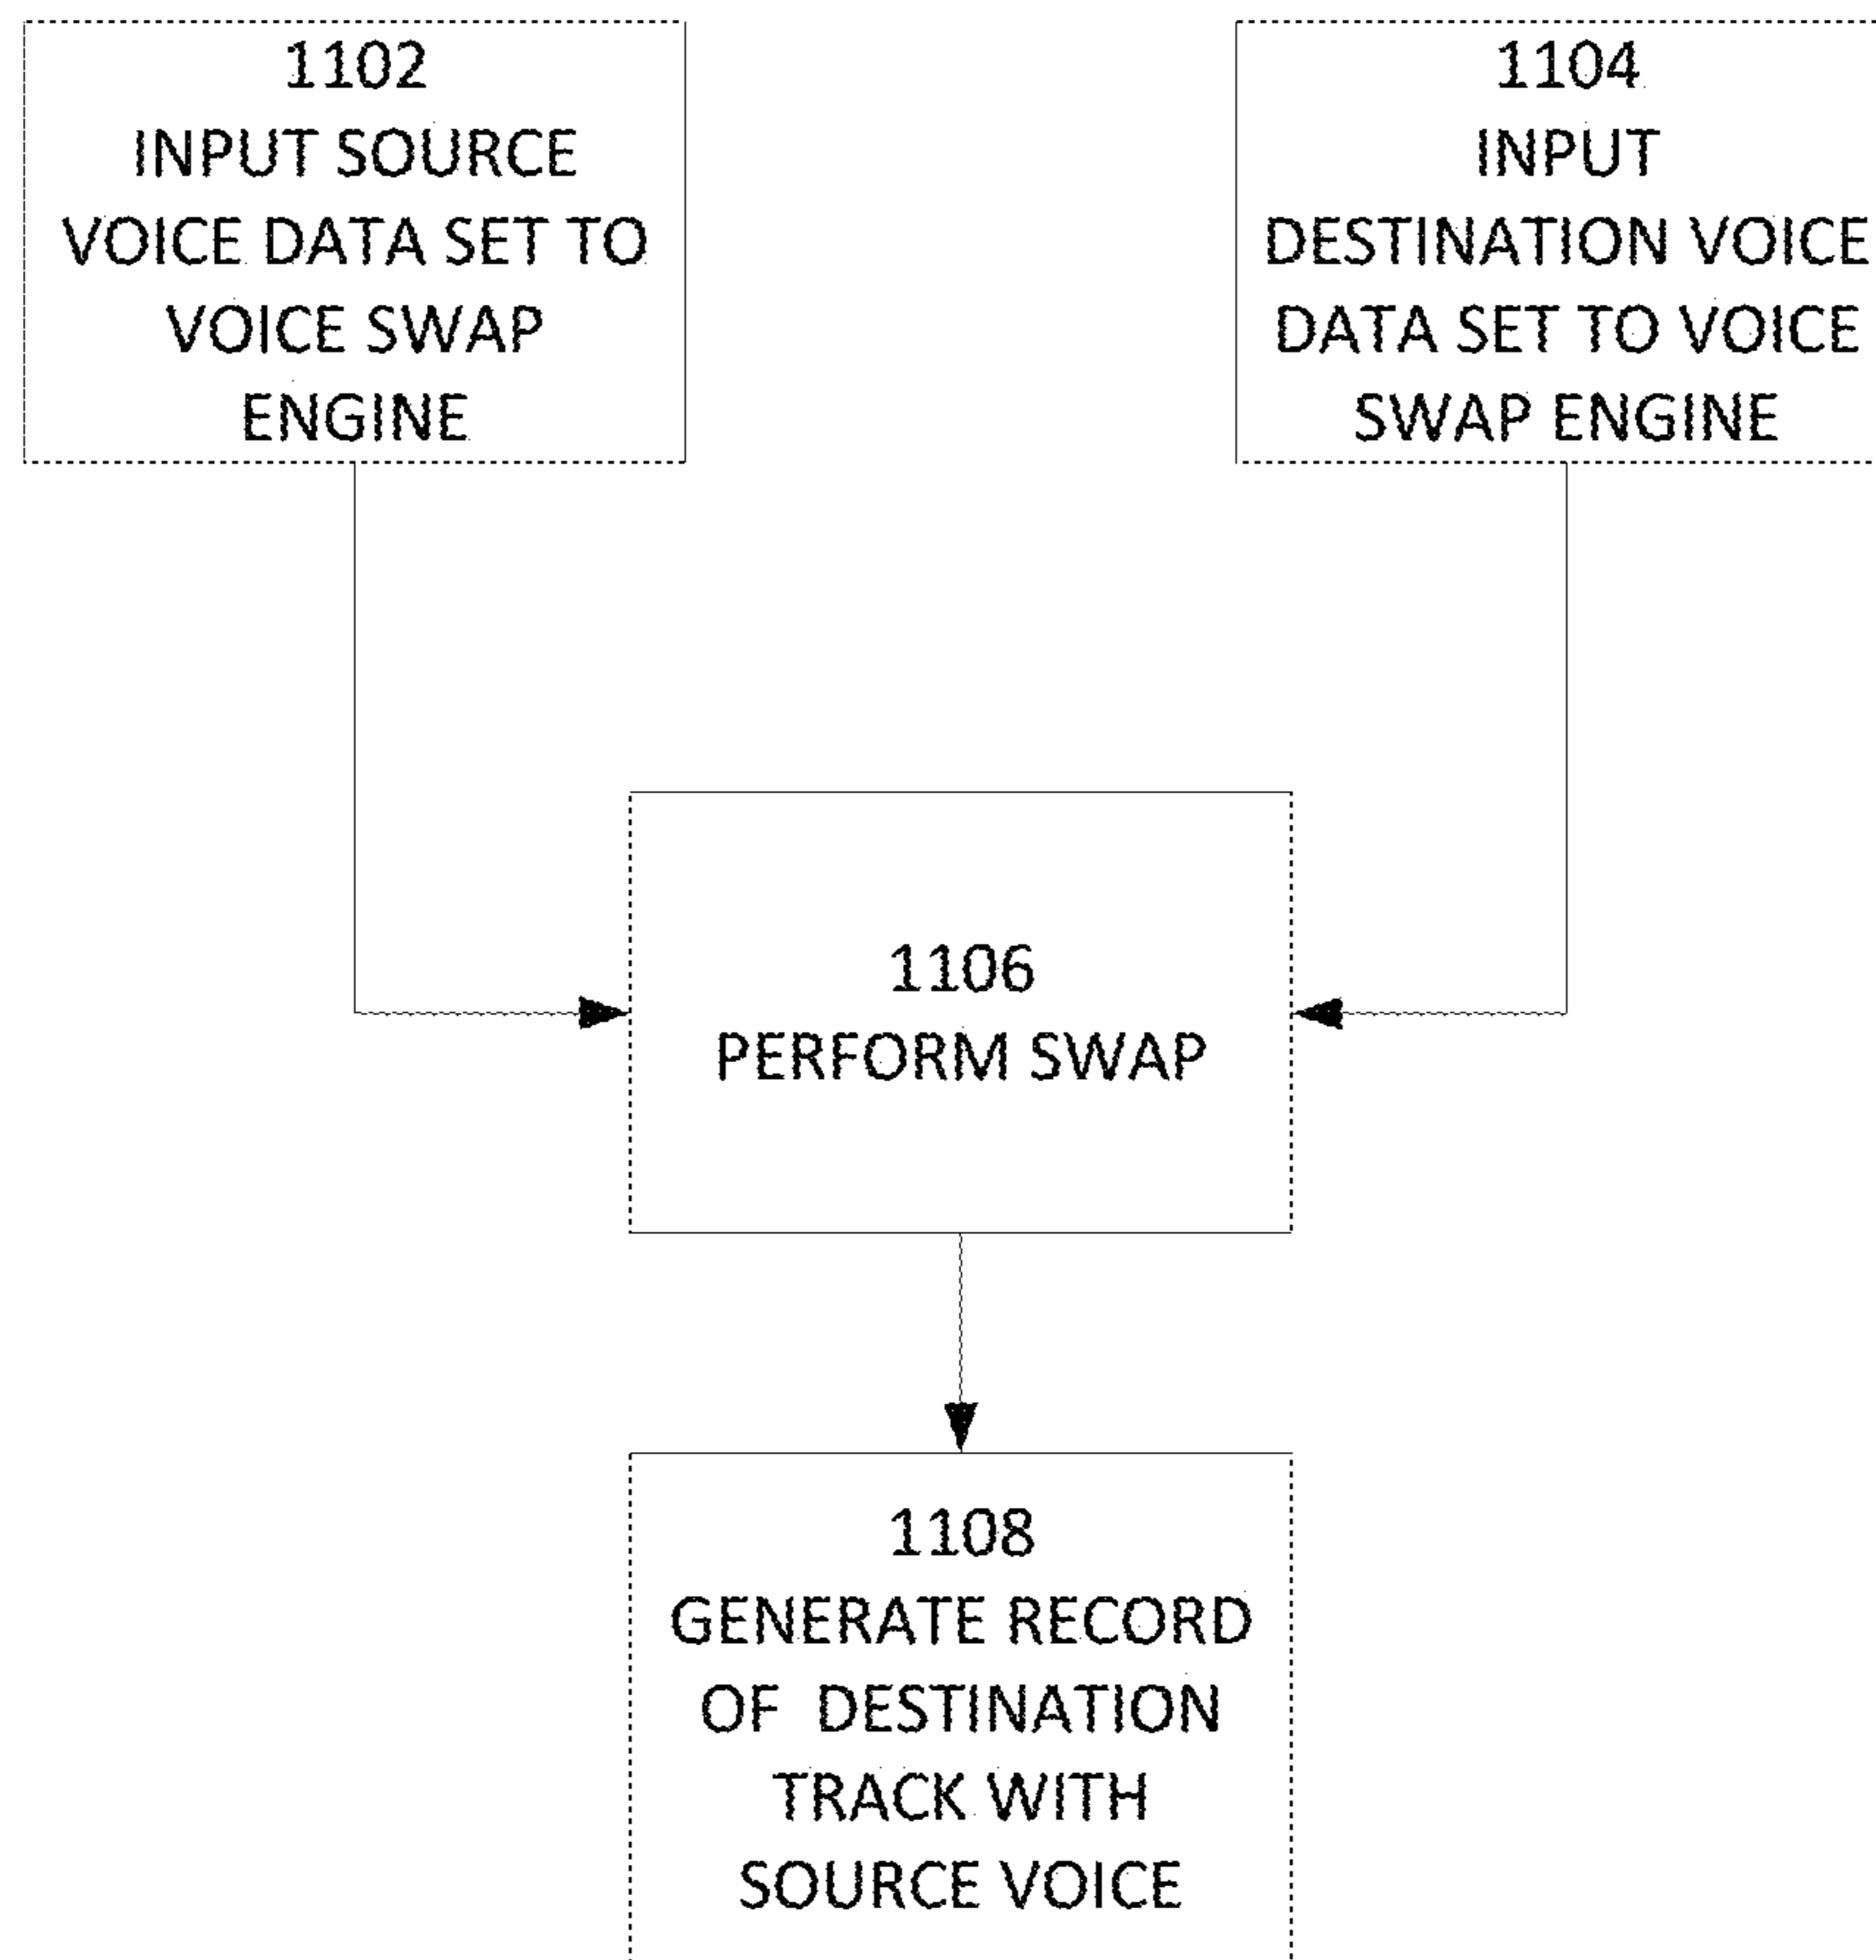 1102
INPUT SOURCE
VOICE DATA SET TO
VOICE SWAP
ENGINE
1104
INPUT
DESTINATION VOICE
DATA SET TO VOICE
SWAP ENGINE
1106
PERFORM SWAP
1108
GENERATE RECORD
OF DESTINATION
TRACK WITH
SOURCE VOICE